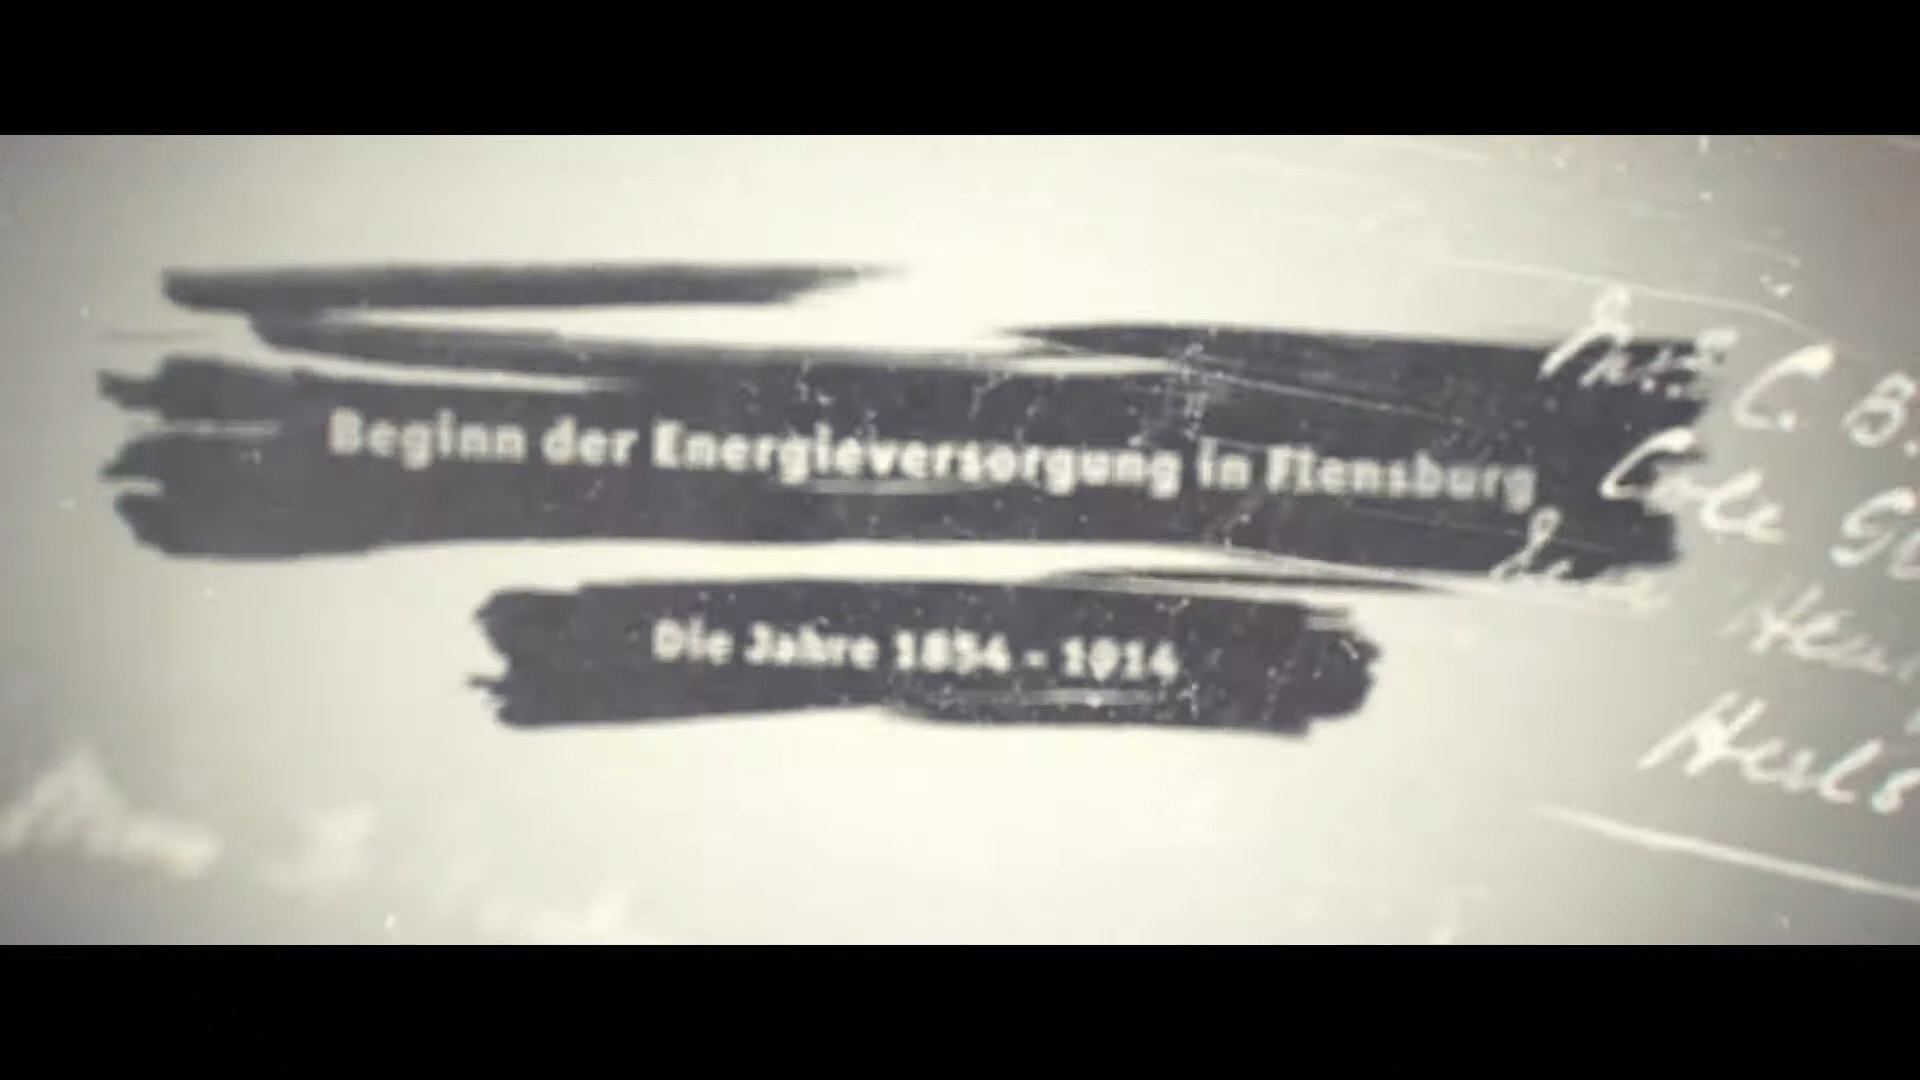 Beginn der Energieversorgung in Flensburg
Die Jahre 1854 - 1914
C. B.